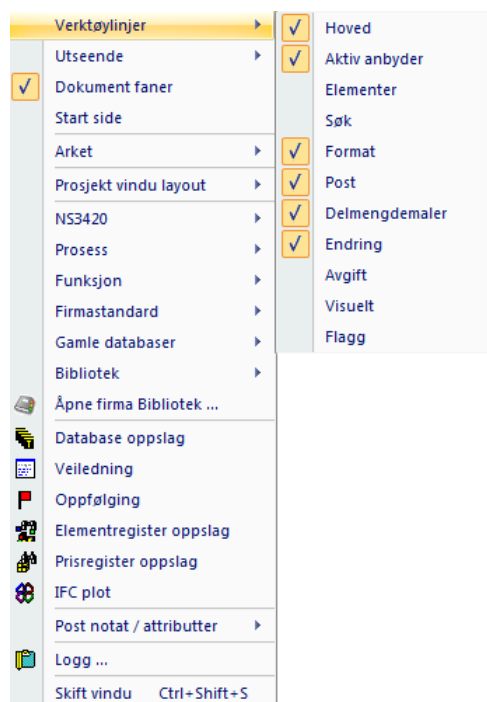 Verktøylinjer
Utseende
Dokument faner
Start side
Arket
Prosjekt vindu layout
NS3420
Prosess
Funksjon
Firmastandard
Gamle databaser
Bibliotek
Åpne firma Bibliotek ...
Database oppslag
Veiledning
Oppfølging
Elementregister oppslag
Prisregister oppslag
IFC plot
Post notat / attributter
Logg ...
Skift vindu Ctrl+Shift+S
Hoved
Aktiv anbyder
Elementer
Søk
Format
Post
Delmengdemaler
Endring
Avgift
Visuelt
Flagg